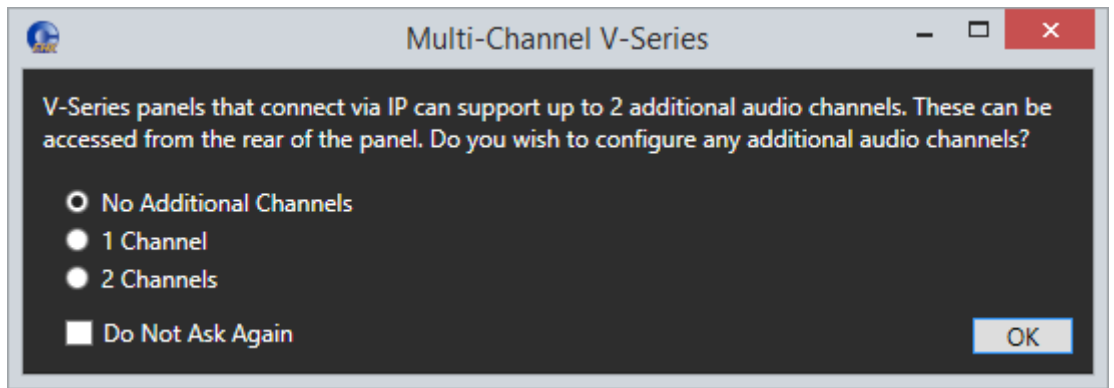 Multi-Channel V-Series
V-Series panels that connect via IP can support up to 2 additional audio channels. These can be
accessed from the rear of the panel. Do you wish to configure any additional audio channels?
No Additional Channels
1 Channel
2 Channels
Do Not Ask Again
OK